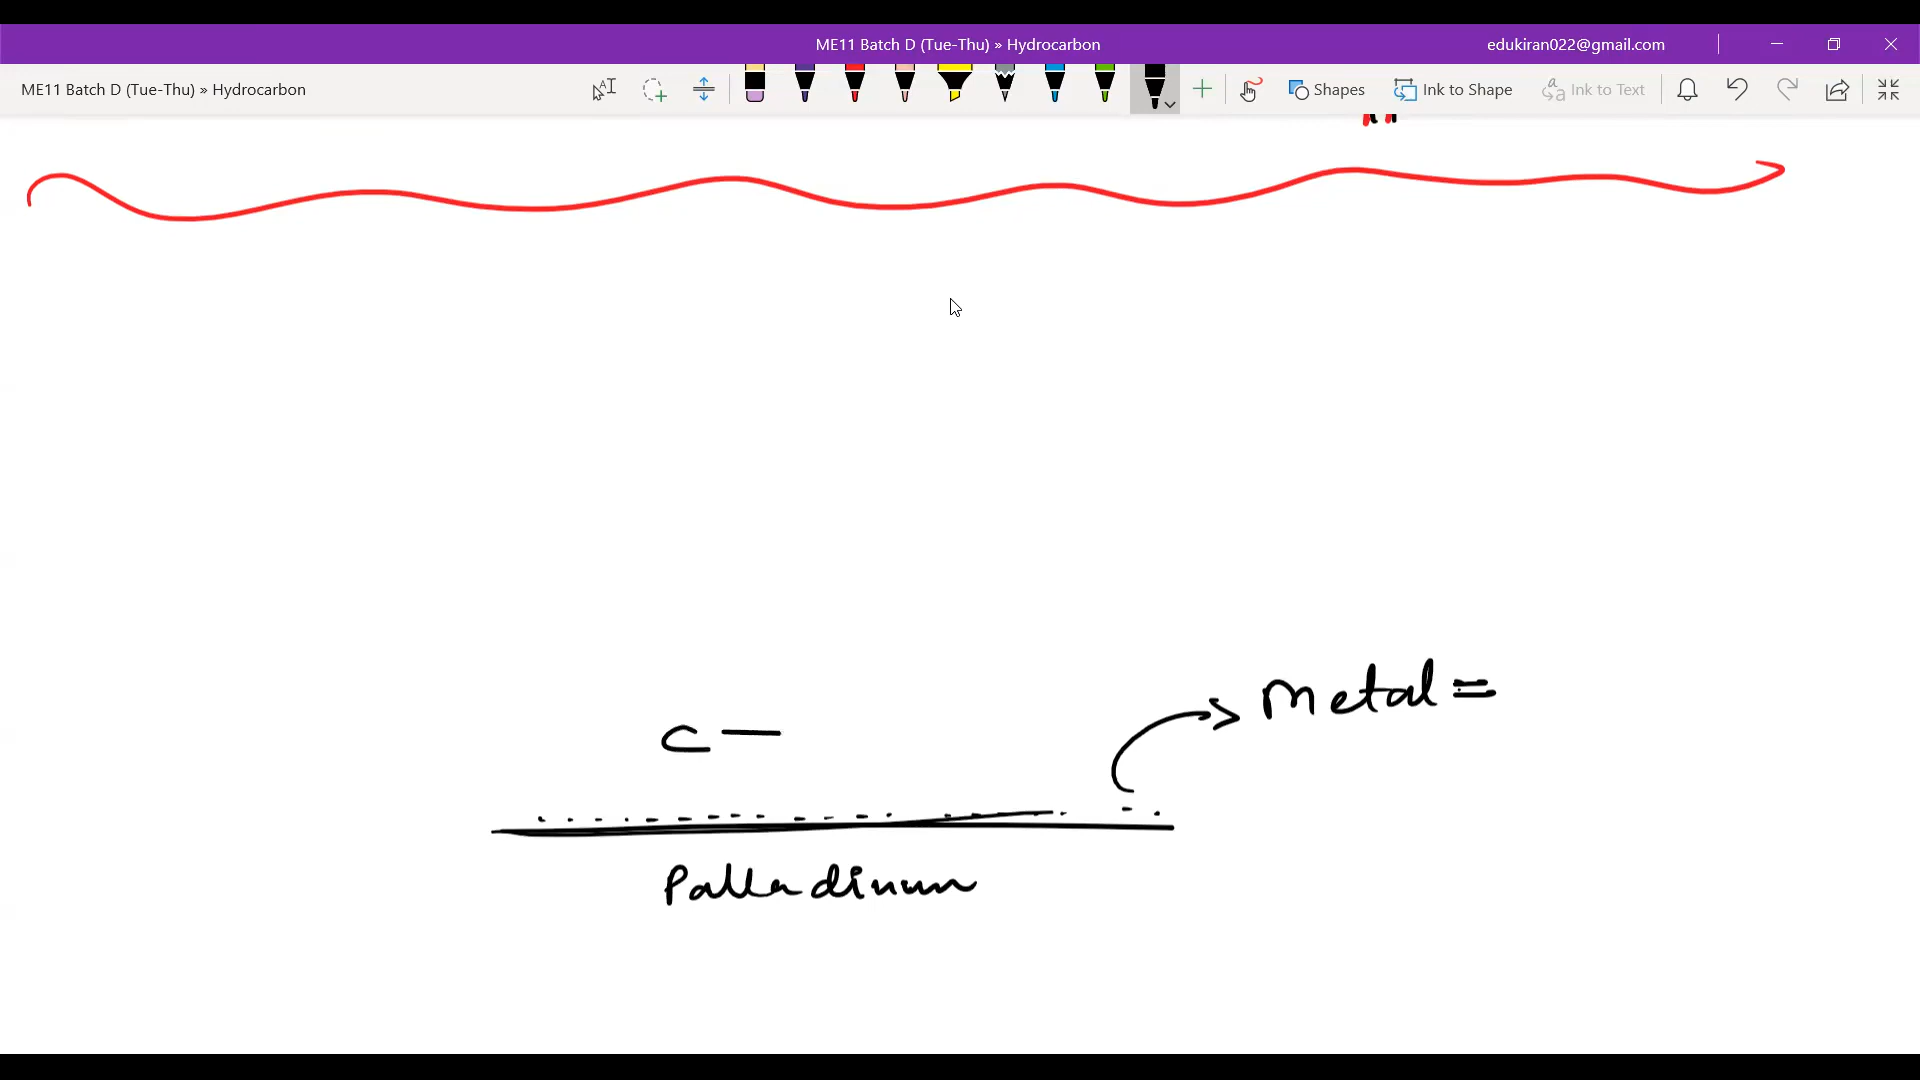 ME11 Batch D (Tue-Thu) » Hydrocarbon
edukiran022@gmail.com
ME11 Batch D (Tue-Thu) » Hydrocarbon
Shapes
Ink to Shape
Ink to Text
Metal =
C —
Palladinum